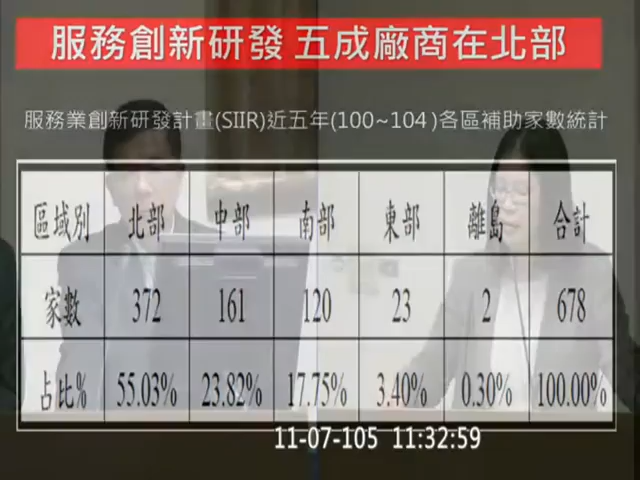 服務創新研發 五成廠商在北部
服務業創新研發計畫(SIIR)近五年(100~104 )各區補助家數統計
區域別 北部 中部 南部 東部 離島 合計
家數 372 161 120 23 2 678
占比% 55.03% 23.82% 17.75% 3.40% 0.30% 100.00%
11-07-105 11:32:59